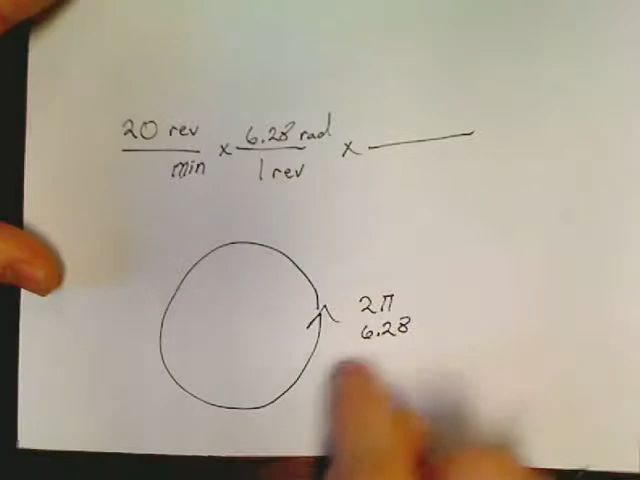 20 rev x 6.28 rad x
min 1 rev
2π
6.28